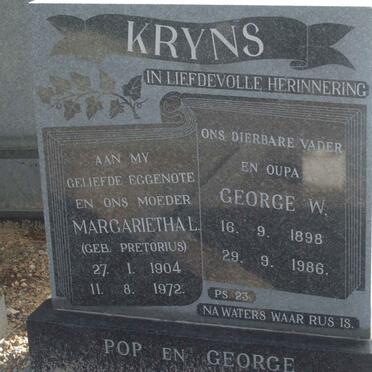 KRYNS
IN LIEFDEVOLLE HERINNERING
AAN MY
GELIEFDE EGGENOTE
EN ONS MOEDER
MARGARIETHA L.
(GEB. PRETORIUS)
27. 1. 1904
11. 8. 1972.
ONS DIERBARE VADER
EN OUPA
GEORGE W.
16. 9. 1898
29. 9. 1986.
PS. 23.
NA WATERS WAAR RUS IS.
POP EN GEORGE